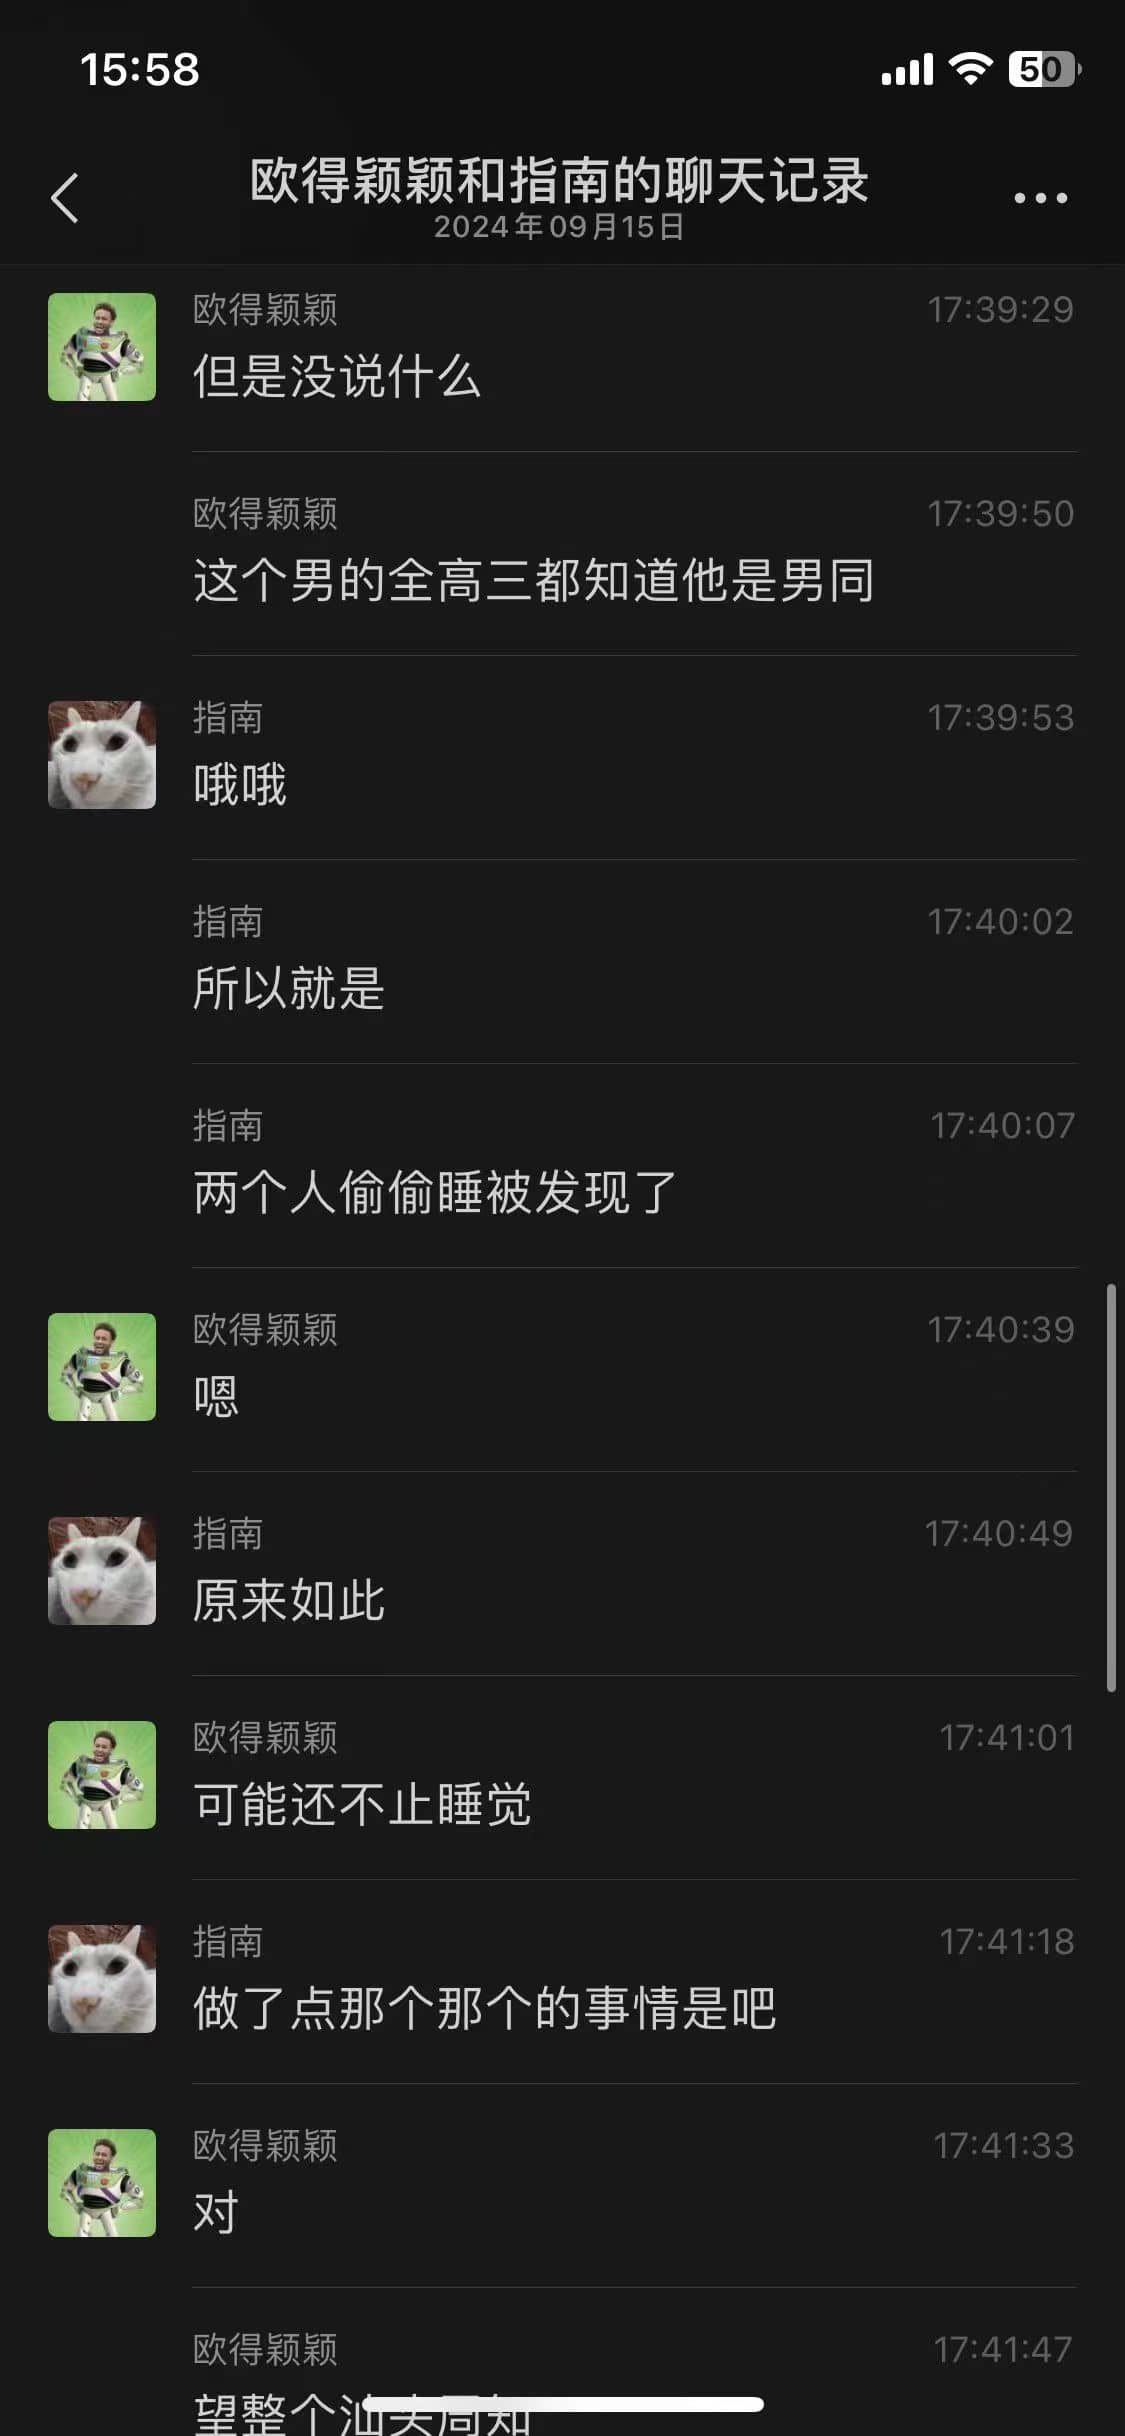 15:58
50
欧得颖颖和指南的聊天记录
2024年09月15日
欧得颖颖 17:39:29
但是没说什么
欧得颖颖 17:39:50
这个男的全高三都知道他是男同
指南 17:39:53
哦哦
指南 17:40:02
所以就是
指南 17:40:07
两个人偷偷睡被发现了
欧得颖颖 17:40:39
嗯
指南 17:40:49
原来如此
欧得颖颖 17:41:01
可能还不止睡觉
指南 17:41:18
做了点那个那个的事情是吧
欧得颖颖 17:41:33
对
欧得颖颖 17:41:47
望整个汕头周知